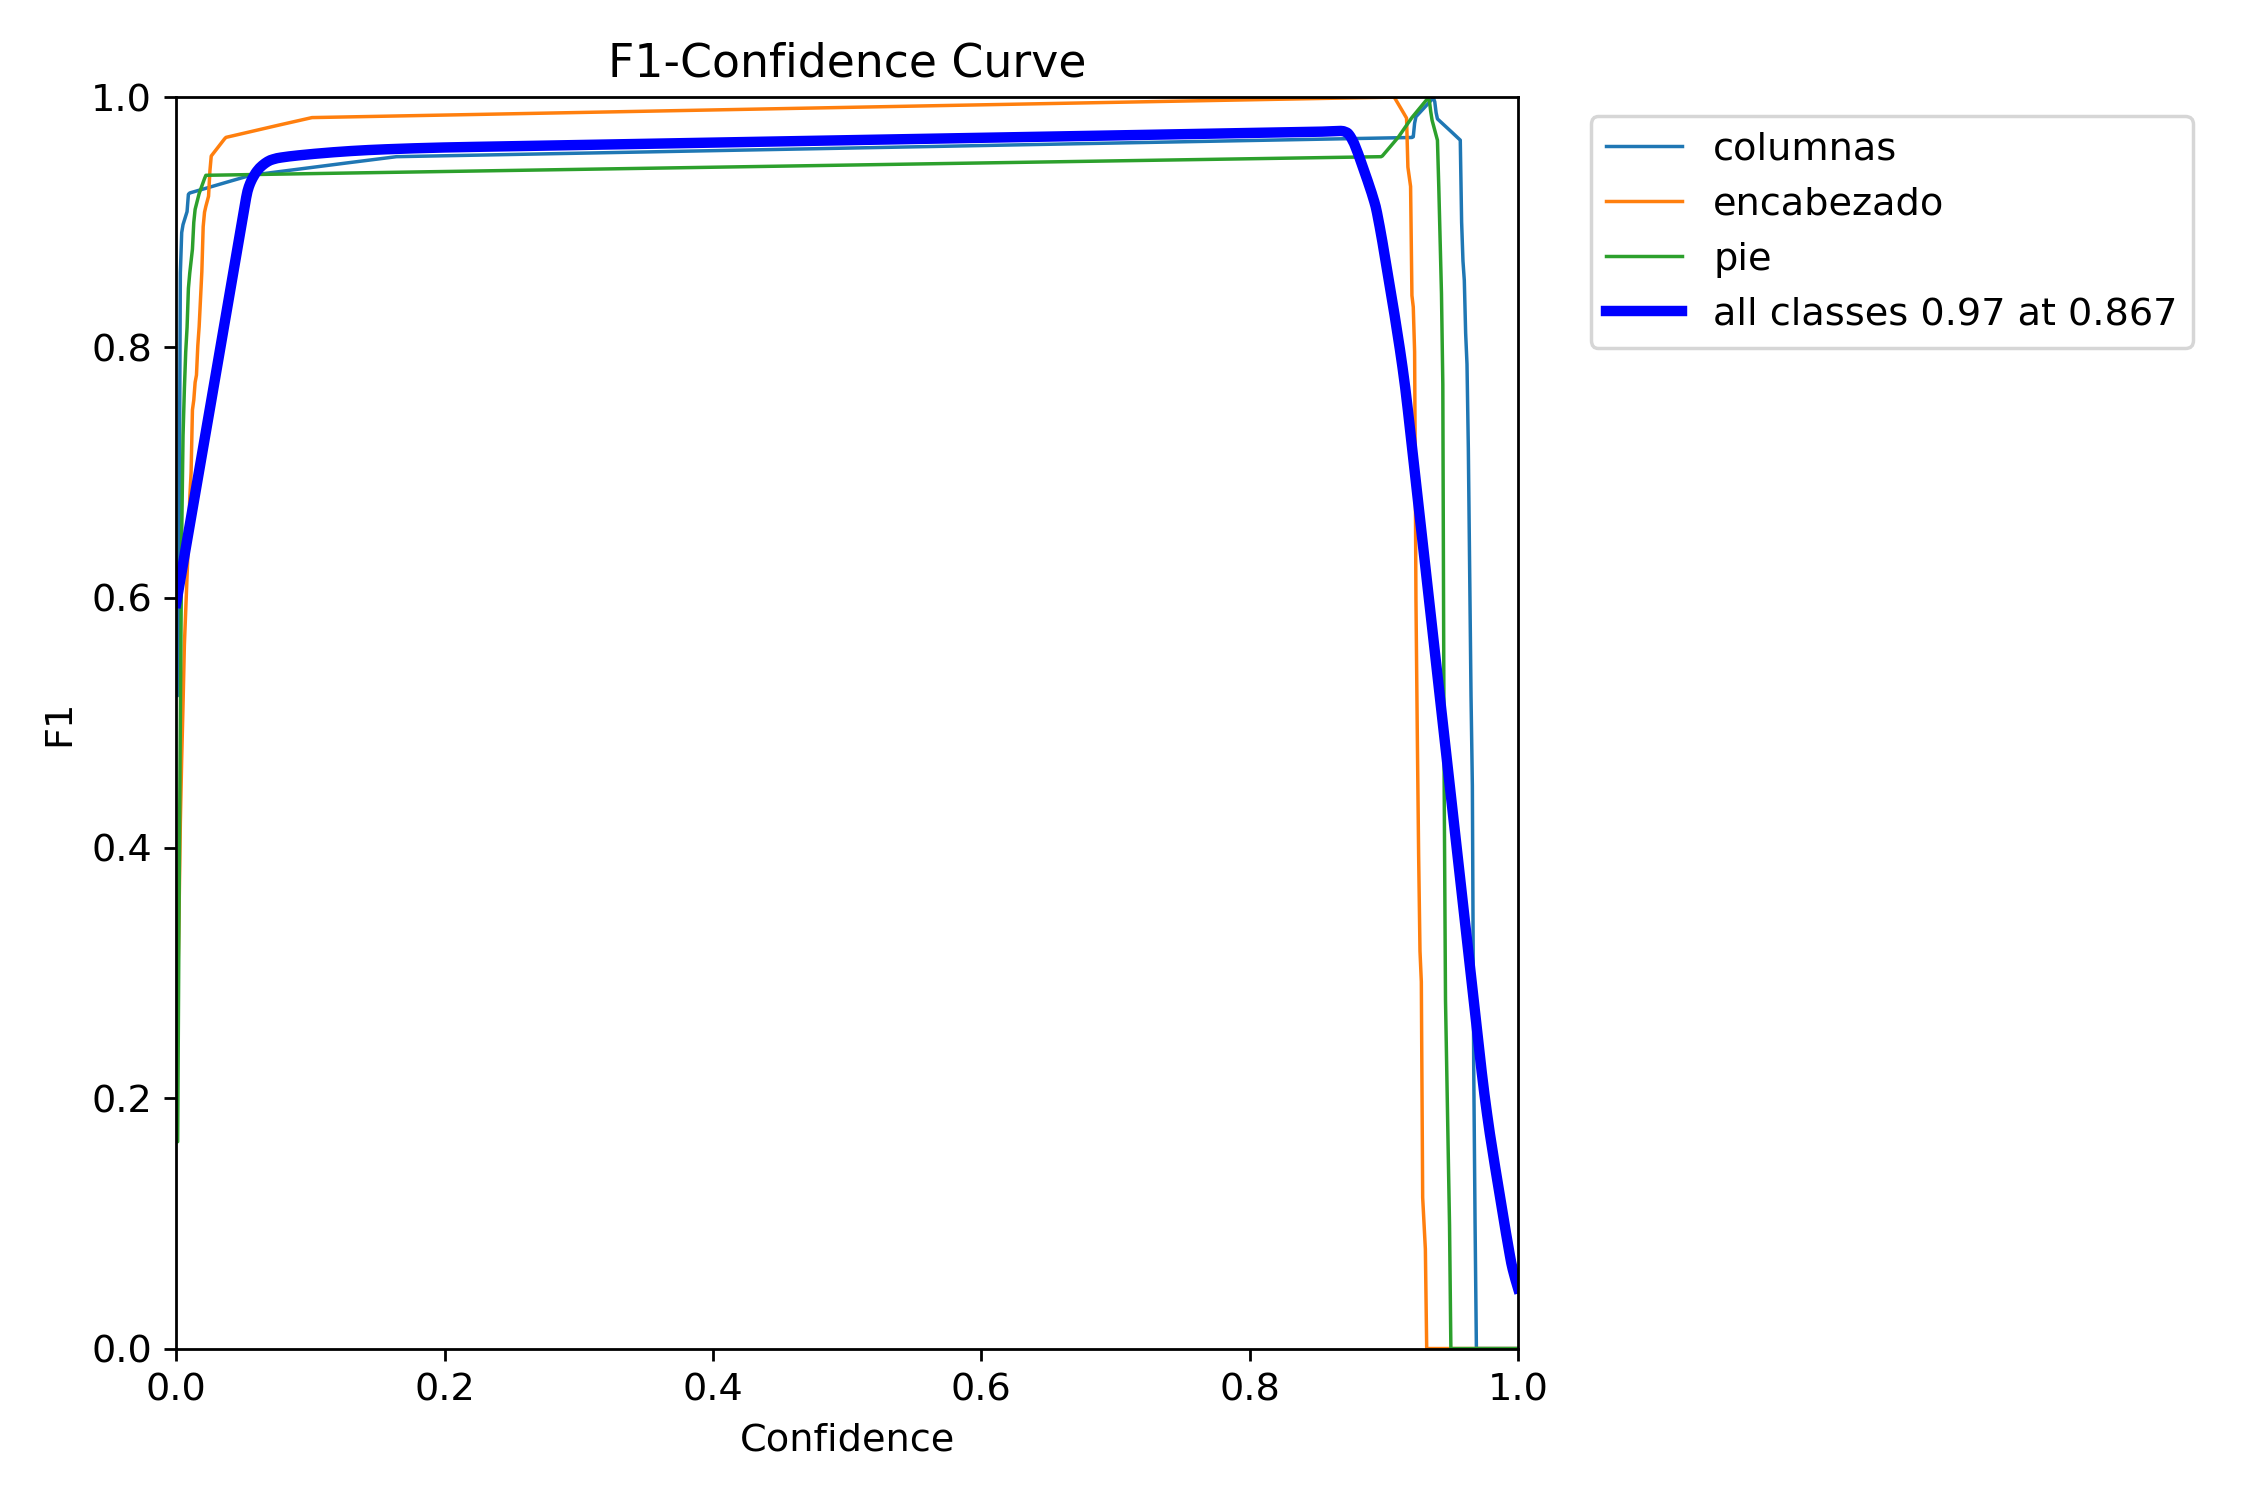 F1-Confidence Curve
1.0
0.8
0.6
0.4
0.2
0.0
F1
0.0 0.2 0.4 0.6 0.8 1.0
Confidence
columnas
encabezado
pie
all classes 0.97 at 0.867